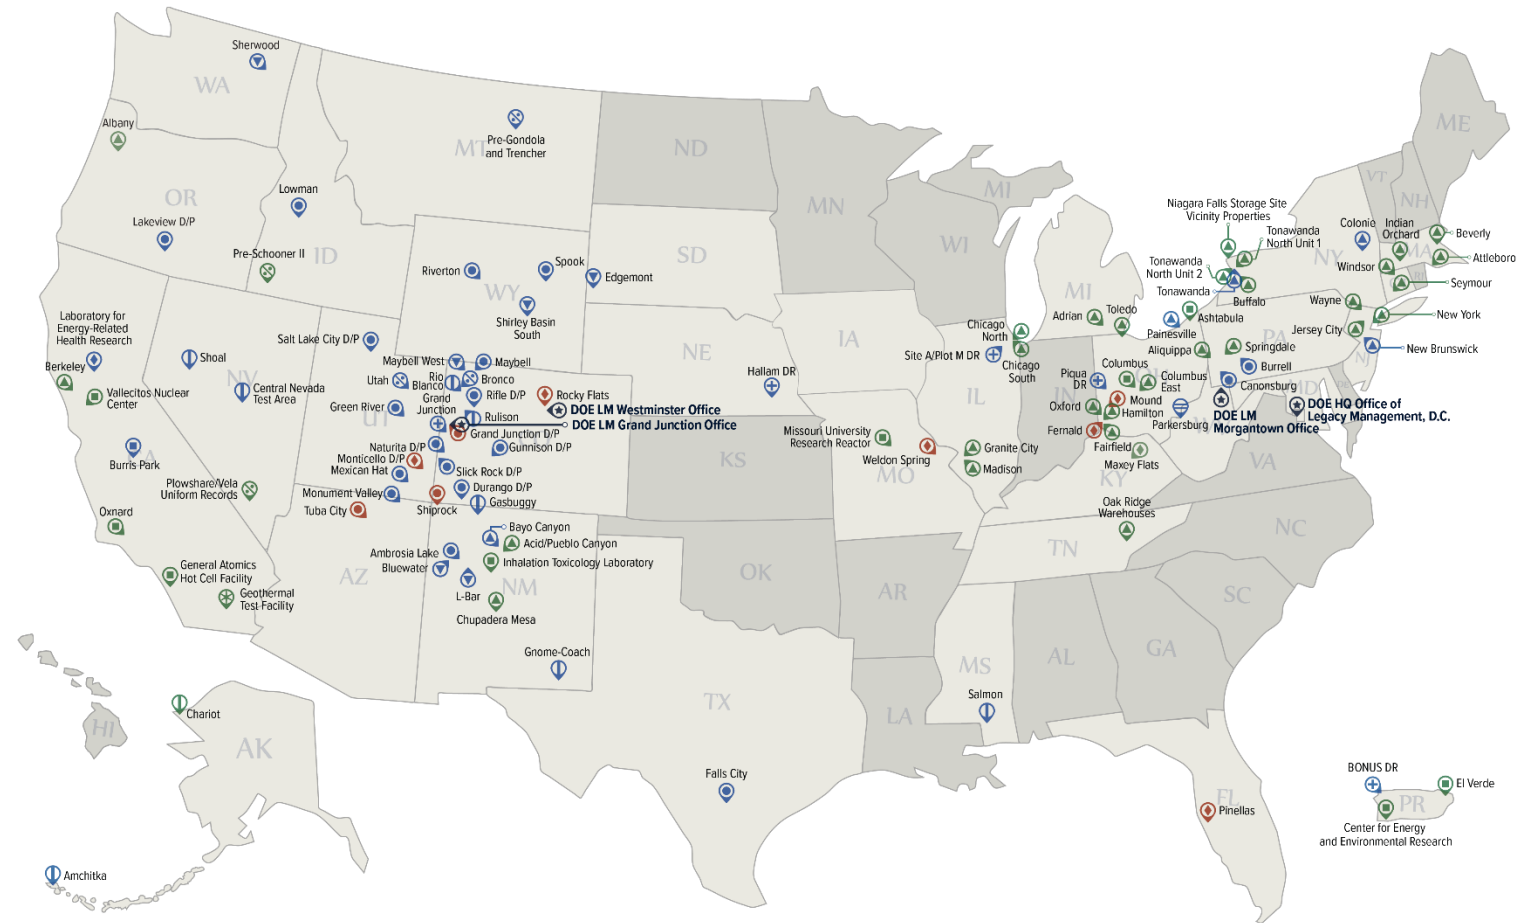 Sherwood
WA
Albany
OR
Lakeview D/P
Lowman
ID
Pre-Schooner II
MT
Pre-Gondola
and Trencher
ND
MN
WI
MI
ME
VT
NH
SD
Riverton
Spook
Edgemont
WY
Shirley Basin
South
NE
IA
Laboratory for
Energy-Related
Health Research
Berkeley
Vallecitos Nuclear
Center
Burris Park
CA
Shoal
NV
Central Nevada
Test Area
Plowshare/Vela
Uniform Records
Oxnard
General Atomics
Hot Cell Facility
Geothermal
Test Facility
Salt Lake City D/P
Utah
UT
Green River
Maybell West
Maybell
Rio
Blanco
Bronco
Rifle D/P
Grand
Junction
Rulison
Rocky Flats
DOE LM Westminster Office
DOE LM Grand Junction Office
Grand Junction D/P
Gunnison D/P
Naturita D/P
Monticello D/P
Mexican Hat
Slick Rock D/P
Durango D/P
Monument Valley
Tuba City
Shiprock
Gasbuggy
Bayo Canyon
Acid/Pueblo Canyon
Ambrosia Lake
Bluewater
Inhalation Toxicology Laboratory
L-Bar
NM
Chupadera Mesa
Gnome-Coach
AZ
Hallam DR
KS
OK
TX
Falls City
Missouri University
Research Reactor
Weldon Spring
MO
AR
LA
MS
Salmon
AL
GA
SC
NC
TN
Oak Ridge
Warehouses
Chicago
North
Site A/Plot M DR
Chicago
South
IL
Granite City
Madison
IN
MI
Adrian
Toledo
Piqua
DR
Columbus
Columbus
East
OH
Oxford
Mound
Hamilton
Fernald
Fairfield
Maxey Flats
KY
Parkersburg
WV
VA
Niagara Falls Storage Site
Vicinity Properties
Tonawanda
North Unit 1
Tonawanda
North Unit 2
Tonawanda
Buffalo
Ashtabula
Painesville
Aliquippa
Springdale
PA
Burrell
Canonsburg
DOE LM
Morgantown Office
MD
DE
DOE HQ Office of
Legacy Management, D.C.
NY
Colonie
Indian
Orchard
Beverly
MA
Attleboro
Windsor
CT
RI
Seymour
Wayne
New York
Jersey City
NJ
New Brunswick
HI
Chariot
AK
Amchitka
FL
Pinellas
BONUS DR
El Verde
PR
Center for Energy
and Environmental Research